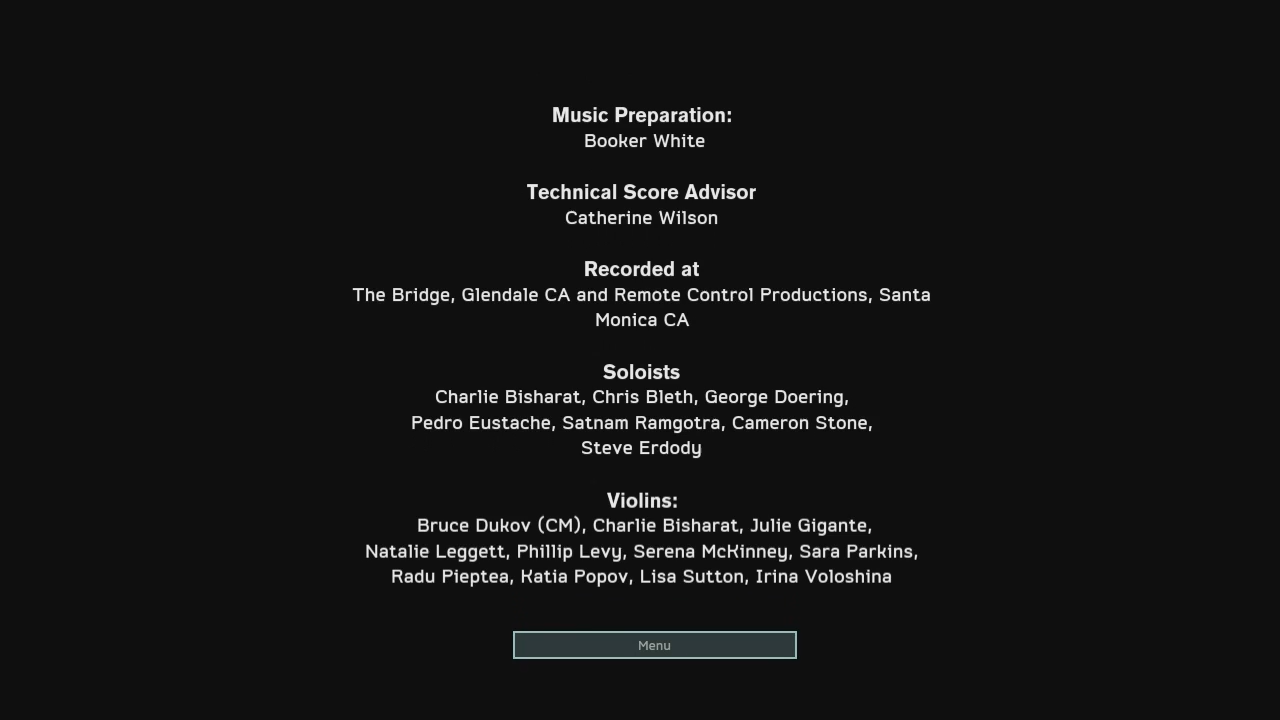 Music Preparation:
Booker White
Technical Score Advisor
Catherine Wilson
Recorded at
The Bridge, Glendale CA and Remote Control Productions, Santa
Monica CA
Soloists
Charlie Bisharat, Chris Bleth, George Doering,
Pedro Eustache, Satnam Ramgotra, Cameron Stone,
Steve Erdody
Violins:
Bruce Dukov (CM), Charlie Bisharat, Julie Gigante,
Natalie Leggett, Phillip Levy, Serena McKinney, Sara Parkins,
Radu Pieptea, Katia Popov, Lisa Sutton, Irina Voloshina
Menu